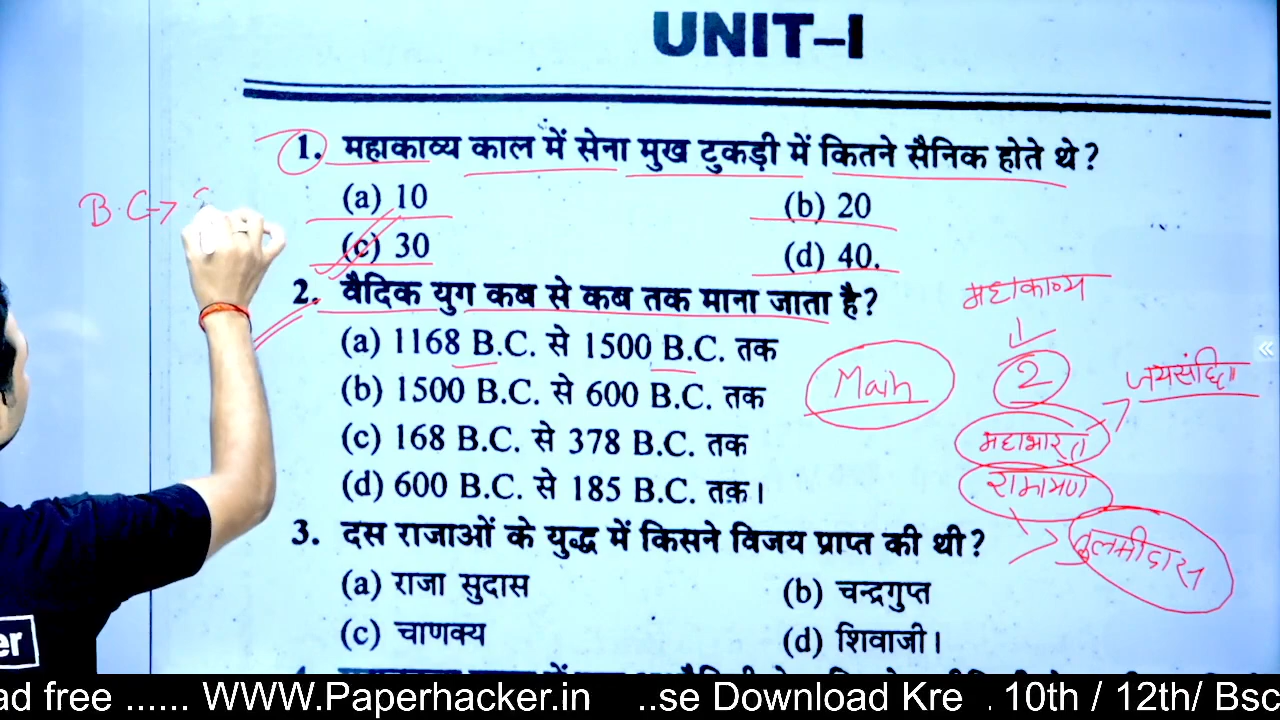 UNIT–I
1. महाकाव्य काल में सेना मुख टुकड़ी में कितने सैनिक होते थे?
(a) 10 (b) 20
(c) 30 (d) 40.
B.C→
2. वैदिक युग कब से कब तक माना जाता है?
महाकाव्य
(a) 1168 B.C. से 1500 B.C. तक
(b) 1500 B.C. से 600 B.C. तक
Math
2
(c) 168 B.C. से 378 B.C. तक
महाभारत
(d) 600 B.C. से 185 B.C. तक।
रामायण
3. दस राजाओं के युद्ध में किसने विजय प्राप्त की थी?
तुलसीदास
(a) राजा सुदास (b) चन्द्रगुप्त
(c) चाणक्य (d) शिवाजी।
er
ad free ...... WWW.Paperhacker.in ..se Download Kre . 10th / 12th/ Bsc